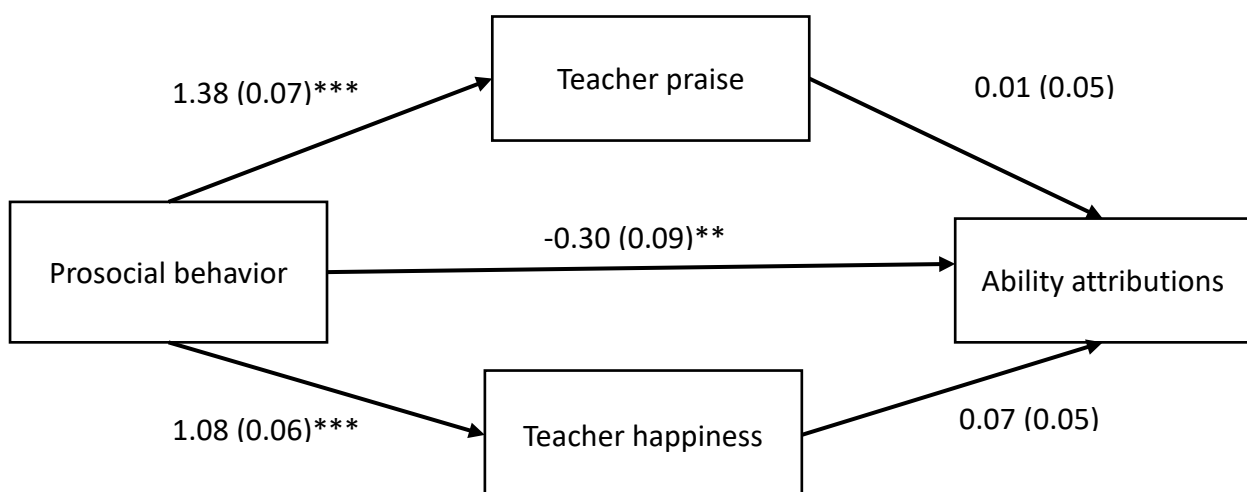 Teacher praise
1.38 (0.07)***
0.01 (0.05)
-0.30 (0.09)**
Prosocial behavior
Ability attributions
1.08 (0.06)***
Teacher happiness
0.07 (0.05)